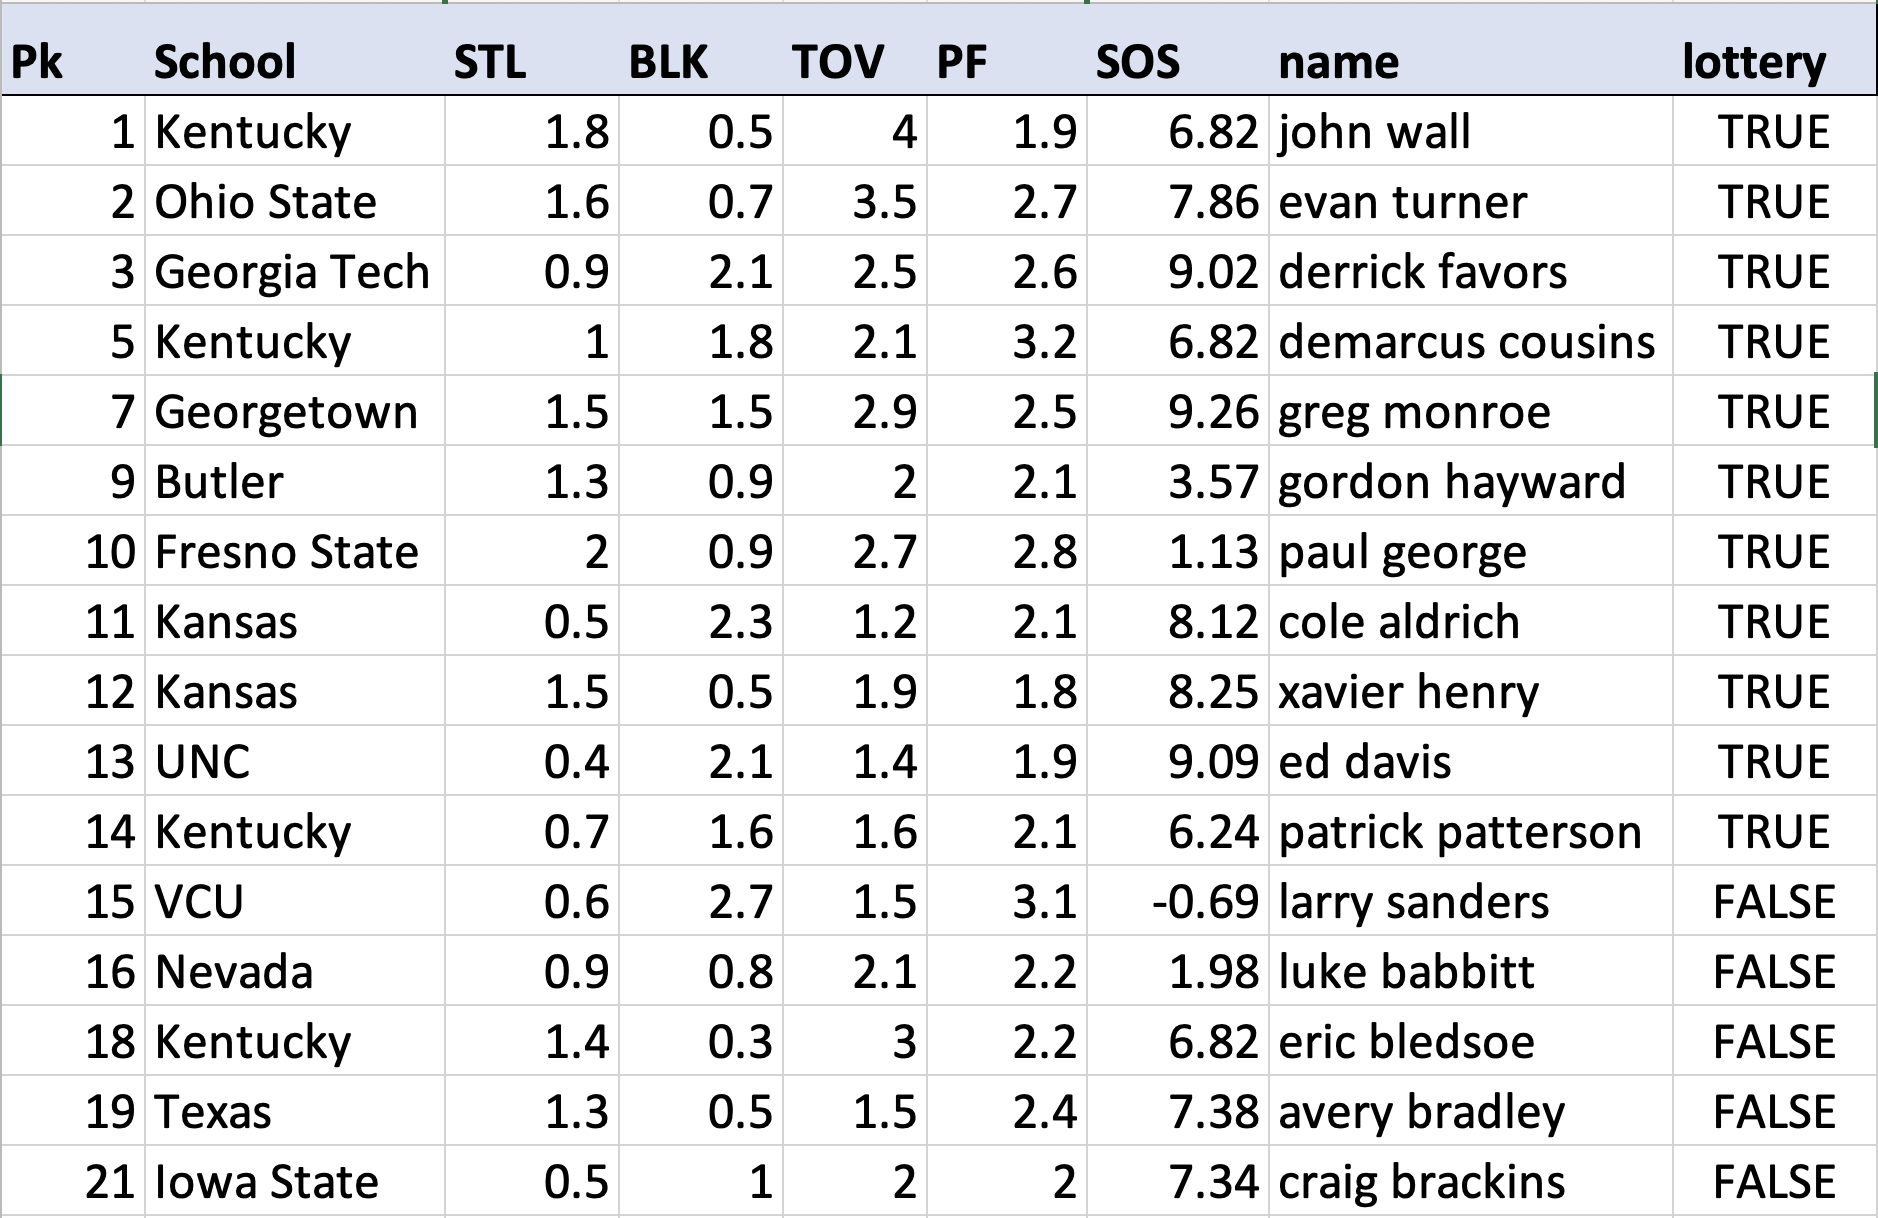 Pk School STL BLK TOV PF SOS name lottery
1 Kentucky 1.8 0.5 4 1.9 6.82 john wall TRUE
2 Ohio State 1.6 0.7 3.5 2.7 7.86 evan turner TRUE
3 Georgia Tech 0.9 2.1 2.5 2.6 9.02 derrick favors TRUE
5 Kentucky 1 1.8 2.1 3.2 6.82 demarcus cousins TRUE
7 Georgetown 1.5 1.5 2.9 2.5 9.26 greg monroe TRUE
9 Butler 1.3 0.9 2 2.1 3.57 gordon hayward TRUE
10 Fresno State 2 0.9 2.7 2.8 1.13 paul george TRUE
11 Kansas 0.5 2.3 1.2 2.1 8.12 cole aldrich TRUE
12 Kansas 1.5 0.5 1.9 1.8 8.25 xavier henry TRUE
13 UNC 0.4 2.1 1.4 1.9 9.09 ed davis TRUE
14 Kentucky 0.7 1.6 1.6 2.1 6.24 patrick patterson TRUE
15 VCU 0.6 2.7 1.5 3.1 -0.69 larry sanders FALSE
16 Nevada 0.9 0.8 2.1 2.2 1.98 luke babbitt FALSE
18 Kentucky 1.4 0.3 3 2.2 6.82 eric bledsoe FALSE
19 Texas 1.3 0.5 1.5 2.4 7.38 avery bradley FALSE
21 Iowa State 0.5 1 2 2 7.34 craig brackins FALSE